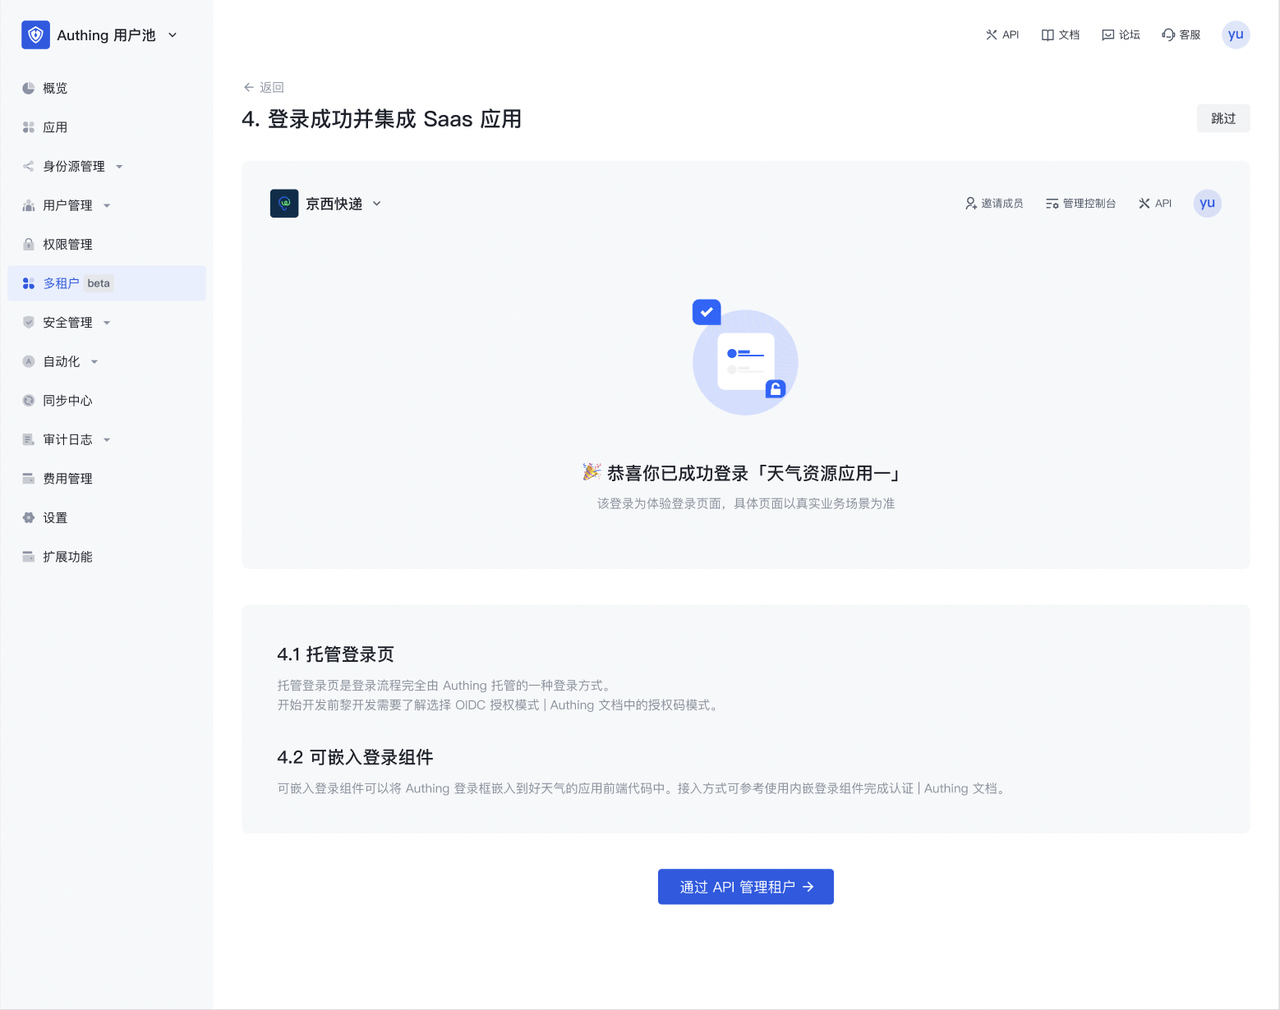 Authing 用户池
API
文档
论坛
客服
yu
概览
应用
身份源管理
用户管理
权限管理
多租户 beta
安全管理
自动化
同步中心
审计日志
费用管理
设置
扩展功能
返回
4. 登录成功并集成 Saas 应用
跳过
京西快递
邀请成员
管理控制台
API
yu
🎉 恭喜你已成功登录「天气资源应用一」
该登录为体验登录页面，具体页面以真实业务场景为准
4.1 托管登录页
托管登录页是登录流程完全由 Authing 托管的一种登录方式。
开始开发前黎开发需要了解选择 OIDC 授权模式 | Authing 文档中的授权码模式。
4.2 可嵌入登录组件
可嵌入登录组件可以将 Authing 登录框嵌入到好天气的应用前端代码中。接入方式可参考使用内嵌登录组件完成认证 | Authing 文档。
通过 API 管理租户 →